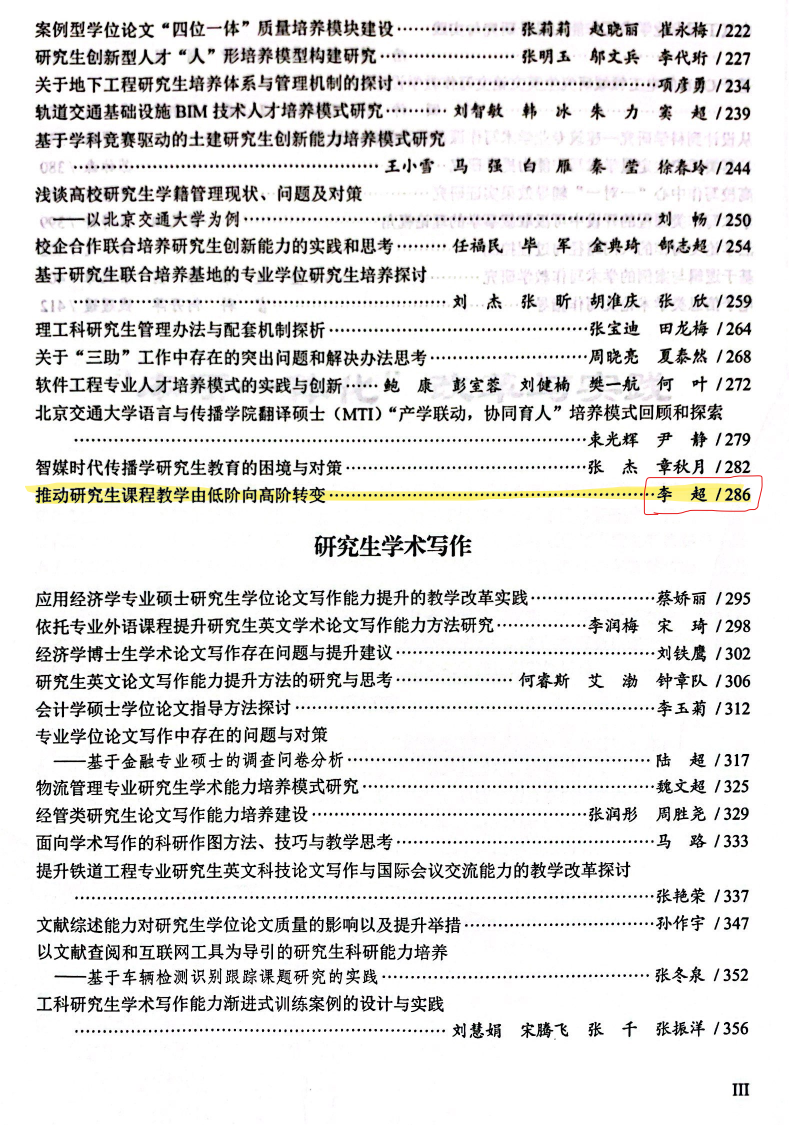 案例型学位论文“四位一体”质量培养模块建设……………张莉莉 赵晓丽 崔永梅 /222
研究生创新型人才“人”形培养模型构建研究……………张明玉 邬文兵 李代珩 /227
关于地下工程研究生培养体系与管理机制的探讨……………项彦勇 /234
轨道交通基础设施 BIM 技术人才培养模式研究………刘智敏 韩 冰 朱 力 窦 超 /239
基于学科竞赛驱动的土建研究生创新能力培养模式研究
……………王小雪 马 强 白 雁 秦 莹 徐春玲 /244
浅谈高校研究生学籍管理现状、问题及对策
——以北京交通大学为例……………刘 畅 /250
校企合作联合培养研究生创新能力的实践和思考………任福民 毕 军 金典琦 郇志超 /254
基于研究生联合培养基地的专业学位研究生培养探讨
……………刘 杰 张 昕 胡准庆 张 欣 /259
理工科研究生管理办法与配套机制探析……………张宝迪 田龙梅 /264
关于“三助”工作中存在的突出问题和解决办法思考……………周晓亮 夏泰然 /268
软件工程专业人才培养模式的实践与创新……鲍 康 彭宝蓉 刘健楠 樊一航 何 叶 /272
北京交通大学语言与传播学院翻译硕士（MTI）“产学联动，协同育人”培养模式回顾和探索
……………束光辉 尹 静 /279
智媒时代传播学研究生教育的困境与对策……………张 杰 章秋月 /282
推动研究生课程教学由低阶向高阶转变……………李 超 /286
研究生学术写作
应用经济学专业硕士研究生学位论文写作能力提升的教学改革实践……………蔡娇丽 /295
依托专业外语课程提升研究生英文学术论文写作能力方法研究……………李润梅 宋 琦 /298
经济学博士生学术论文写作存在问题与提升建议……………刘铁鹰 /302
研究生英文论文写作能力提升方法的研究与思考……………何睿斯 艾 渤 钟章队 /306
会计学硕士学位论文指导方法探讨……………李玉菊 /312
专业学位论文写作中存在的问题与对策
——基于金融专业硕士的调查问卷分析……………陆 超 /317
物流管理专业研究生学术能力培养模式研究……………魏文超 /325
经管类研究生论文写作能力培养建设……………张润彤 周胜尧 /329
面向学术写作的科研作图方法、技巧与教学思考……………马 路 /333
提升铁道工程专业研究生英文科技论文写作与国际会议交流能力的教学改革探讨
……………张艳荣 /337
文献综述能力对研究生学位论文质量的影响以及提升举措……………孙作宇 /347
以文献查阅和互联网工具为导引的研究生科研能力培养
——基于车辆检测识别跟踪课题研究的实践……………张冬泉 /352
工科研究生学术写作能力渐进式训练案例的设计与实践
……………刘慧娟 宋腾飞 张 千 张振洋 /356
III